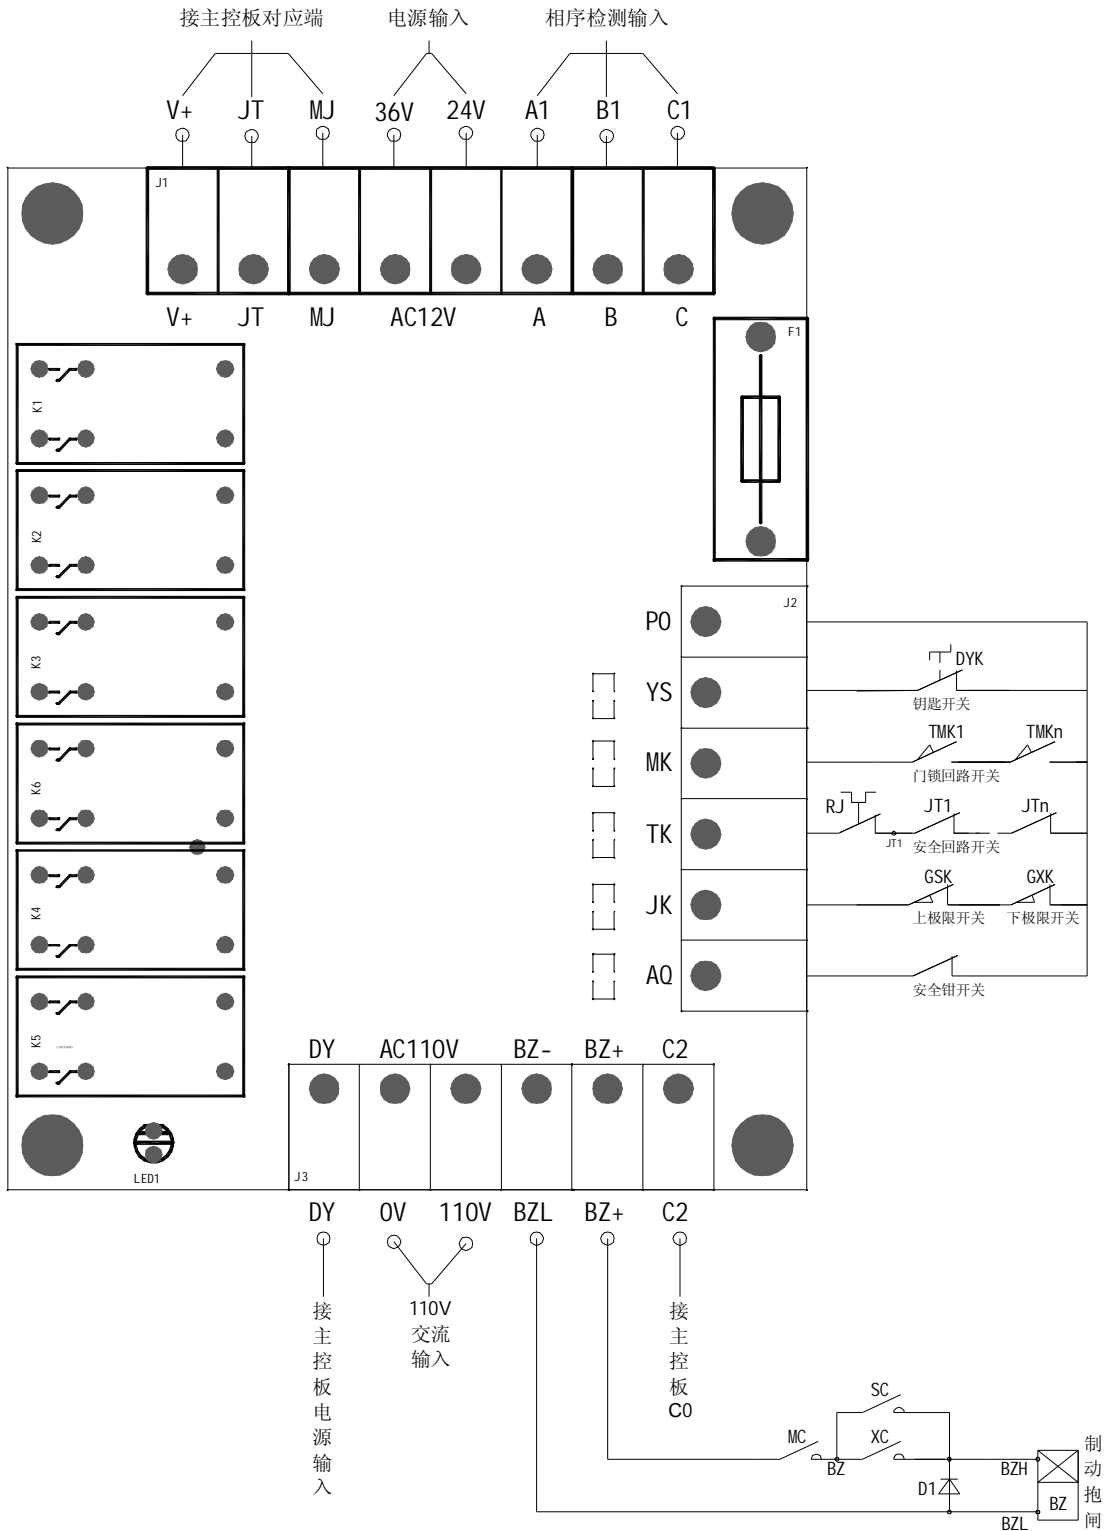 接主控板对应端 电源输入 相序检测输入
V+ JT MJ 36V 24V A1 B1 C1
J1
V+ JT MJ AC12V A B C
F1
K1
K2
K3
K6
K4
K5
LED1
J2
P0
YS
MK
TK
JK
AQ
DYK
钥匙开关
TMK1 TMKn
门锁回路开关
RJ JT1 JTn
JT1 安全回路开关
GSK GXK
上极限开关 下极限开关
安全钳开关
DY AC110V BZ- BZ+ C2
J3
DY 0V 110V BZL BZ+ C2
接主控板电源输入
110V
交流
输入
接主控板C0
SC
MC XC
BZ
D1
BZH
BZ
BZL
制动抱闸